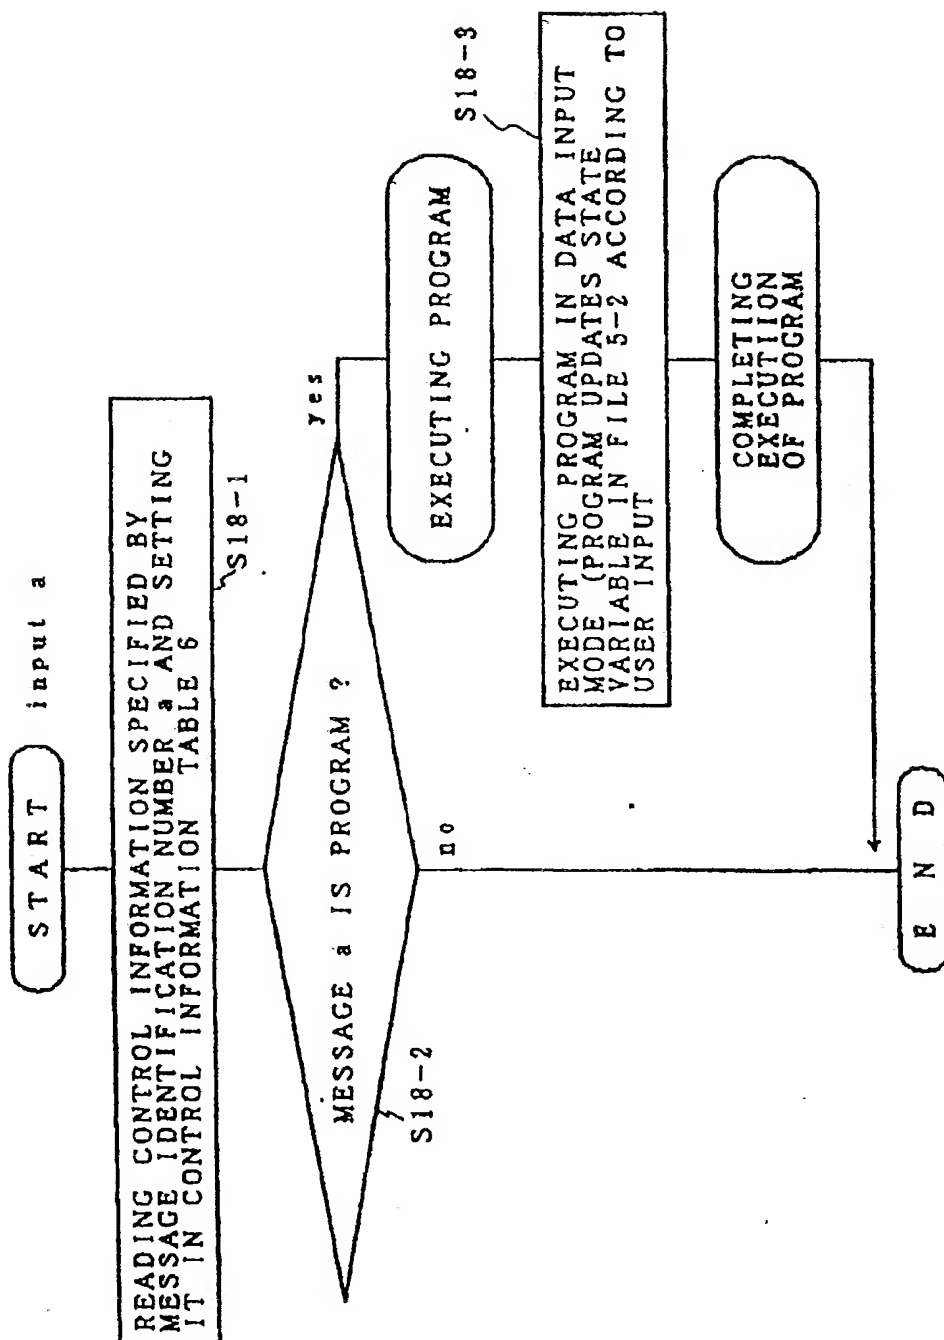 START
input a
READING CONTROL INFORMATION SPECIFIED BY
MESSAGE IDENTIFICATION NUMBER a AND SETTING
IT IN CONTROL INFORMATION TABLE 6
S18-1
MESSAGE a IS PROGRAM ?
S18-2
yes
no
EXECUTING PROGRAM
S18-3
EXECUTING PROGRAM IN DATA INPUT
MODE (PROGRAM UPDATES STATE
VARIABLE IN FILE 5-2 ACCORDING TO
USER INPUT
COMPLETING
EXECUTIION
OF PROGRAM
END